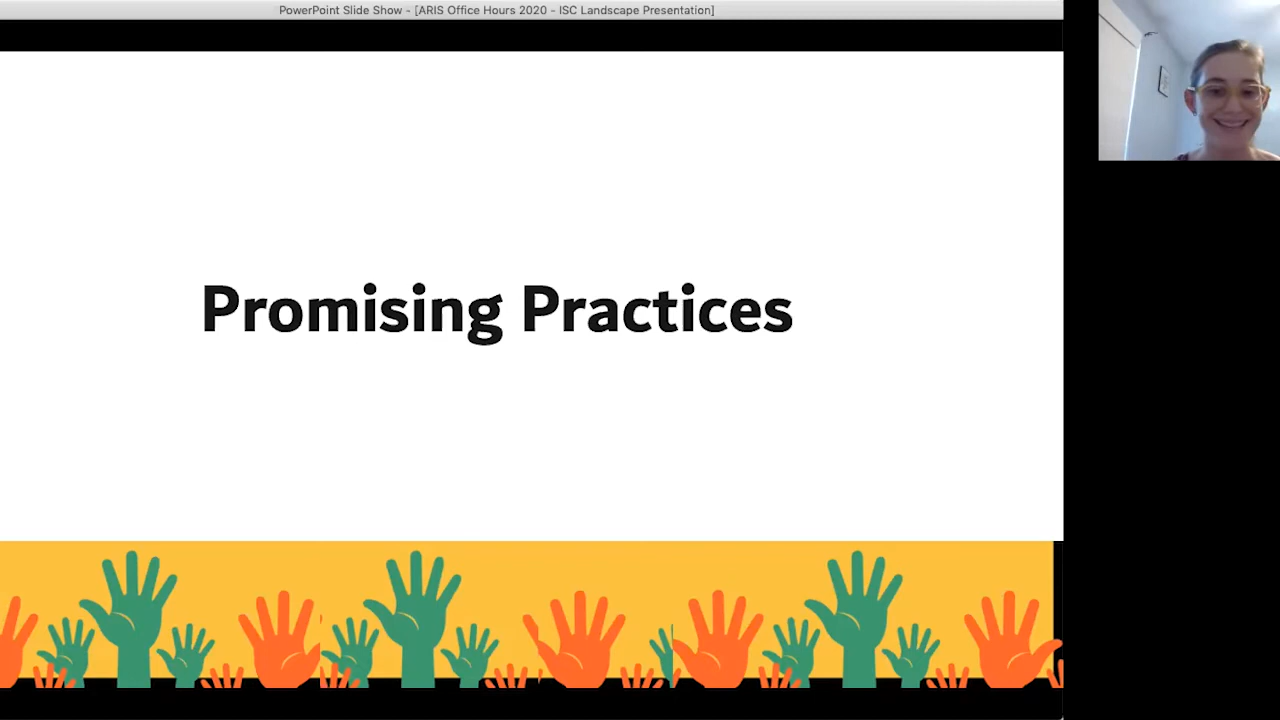 PowerPoint Slide Show - [ARIS Office Hours 2020 - ISC Landscape Presentation]
Promising Practices